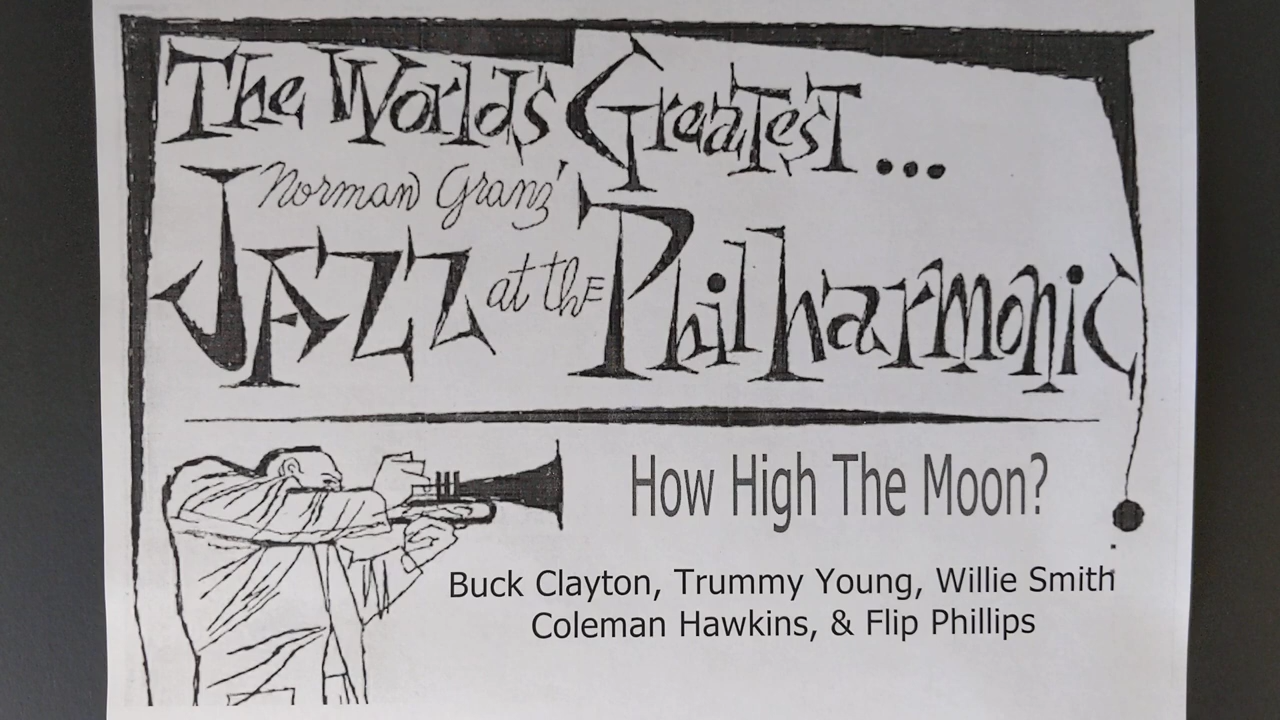 The World's Greatest...
Norman Granz'
Jazz at the Philharmonic
How High The Moon?
Buck Clayton, Trummy Young, Willie Smith
Coleman Hawkins, & Flip Phillips